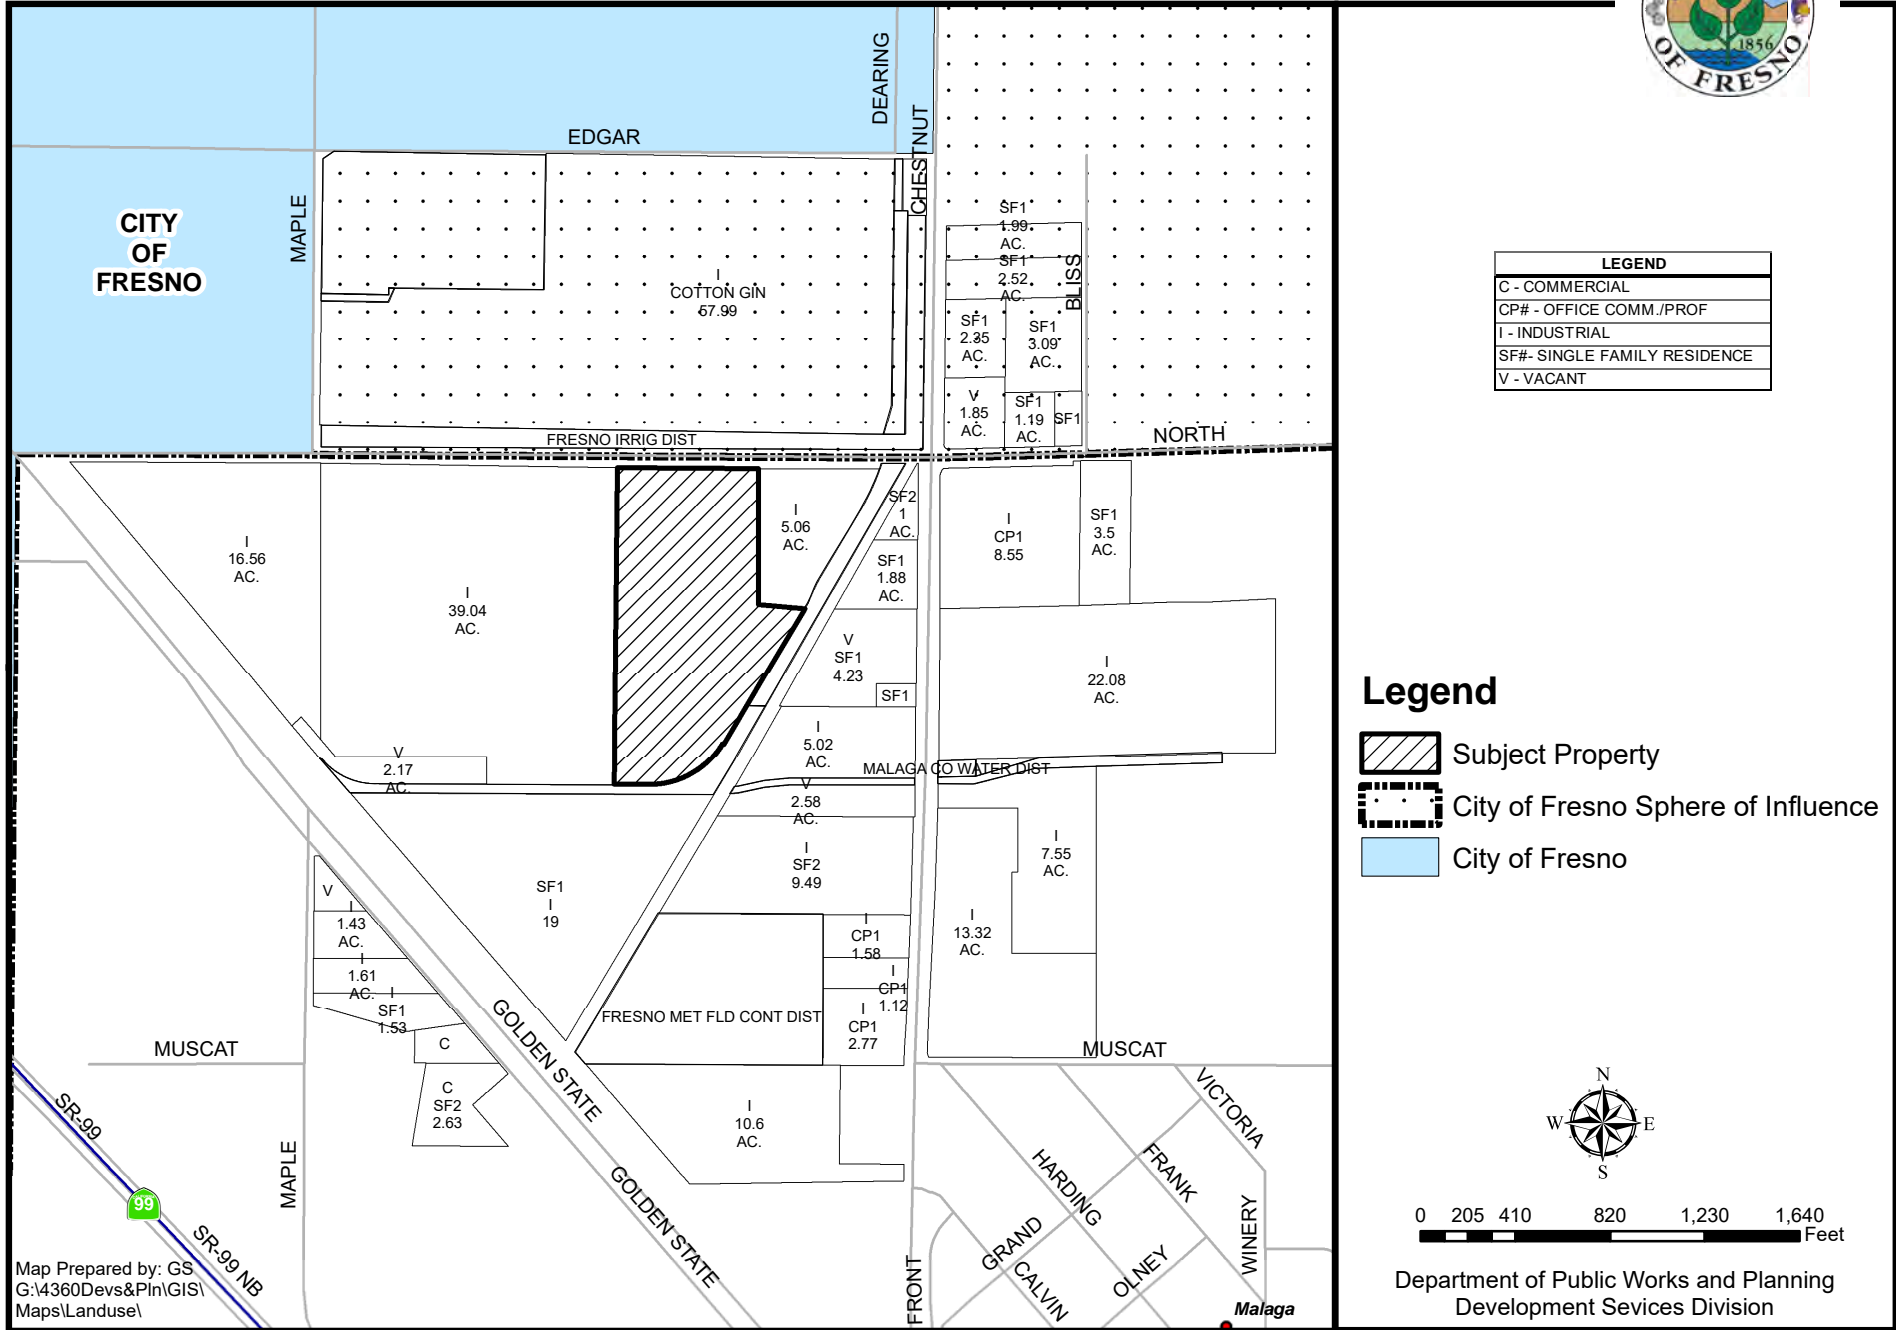 1856
OF FRESNO
DEARING
EDGAR
CHESTNUT
CITY
OF
FRESNO
MAPLE
I
COTTON GIN
57.99
SF1
1.99
AC.
SF1
2.52
AC.
BLISS
SF1
2.35
AC.
SF1
3.09
AC.
V
1.85
AC.
SF1
1.19
AC.
SF1
FRESNO IRRIG DIST
NORTH
LEGEND
C - COMMERCIAL
CP# - OFFICE COMM./PROF
I - INDUSTRIAL
SF#- SINGLE FAMILY RESIDENCE
V - VACANT
I
16.56
AC.
I
39.04
AC.
I
5.06
AC.
SF2
1
AC.
SF1
1.88
AC.
I
CP1
8.55
SF1
3.5
AC.
V
SF1
4.23
SF1
I
22.08
AC.
V
2.17
AC.
I
5.02
AC.
MALAGA CO WATER DIST
V
2.58
AC.
I
SF2
9.49
I
7.55
AC.
SF1
I
19
V
I
1.43
AC.
I
1.61
AC.
I
SF1
1.53
I
CP1
1.58
I
CP1
1.12
I
CP1
2.77
I
13.32
AC.
FRESNO MET FLD CONT DIST
C
C
SF2
2.63
I
10.6
AC.
GOLDEN STATE
GOLDEN STATE
MUSCAT
MUSCAT
MAPLE
SR-99
99
SR-99 NB
VICTORIA
FRANK
HARDING
GRAND
CALVIN
OLNEY
WINERY
FRONT
Malaga
Map Prepared by: GS
G:\4360Devs&Pln\GIS\
Maps\Landuse\
Legend
Subject Property
City of Fresno Sphere of Influence
City of Fresno
N
W
E
S
0 205 410 820 1,230 1,640
Feet
Department of Public Works and Planning
Development Sevices Division